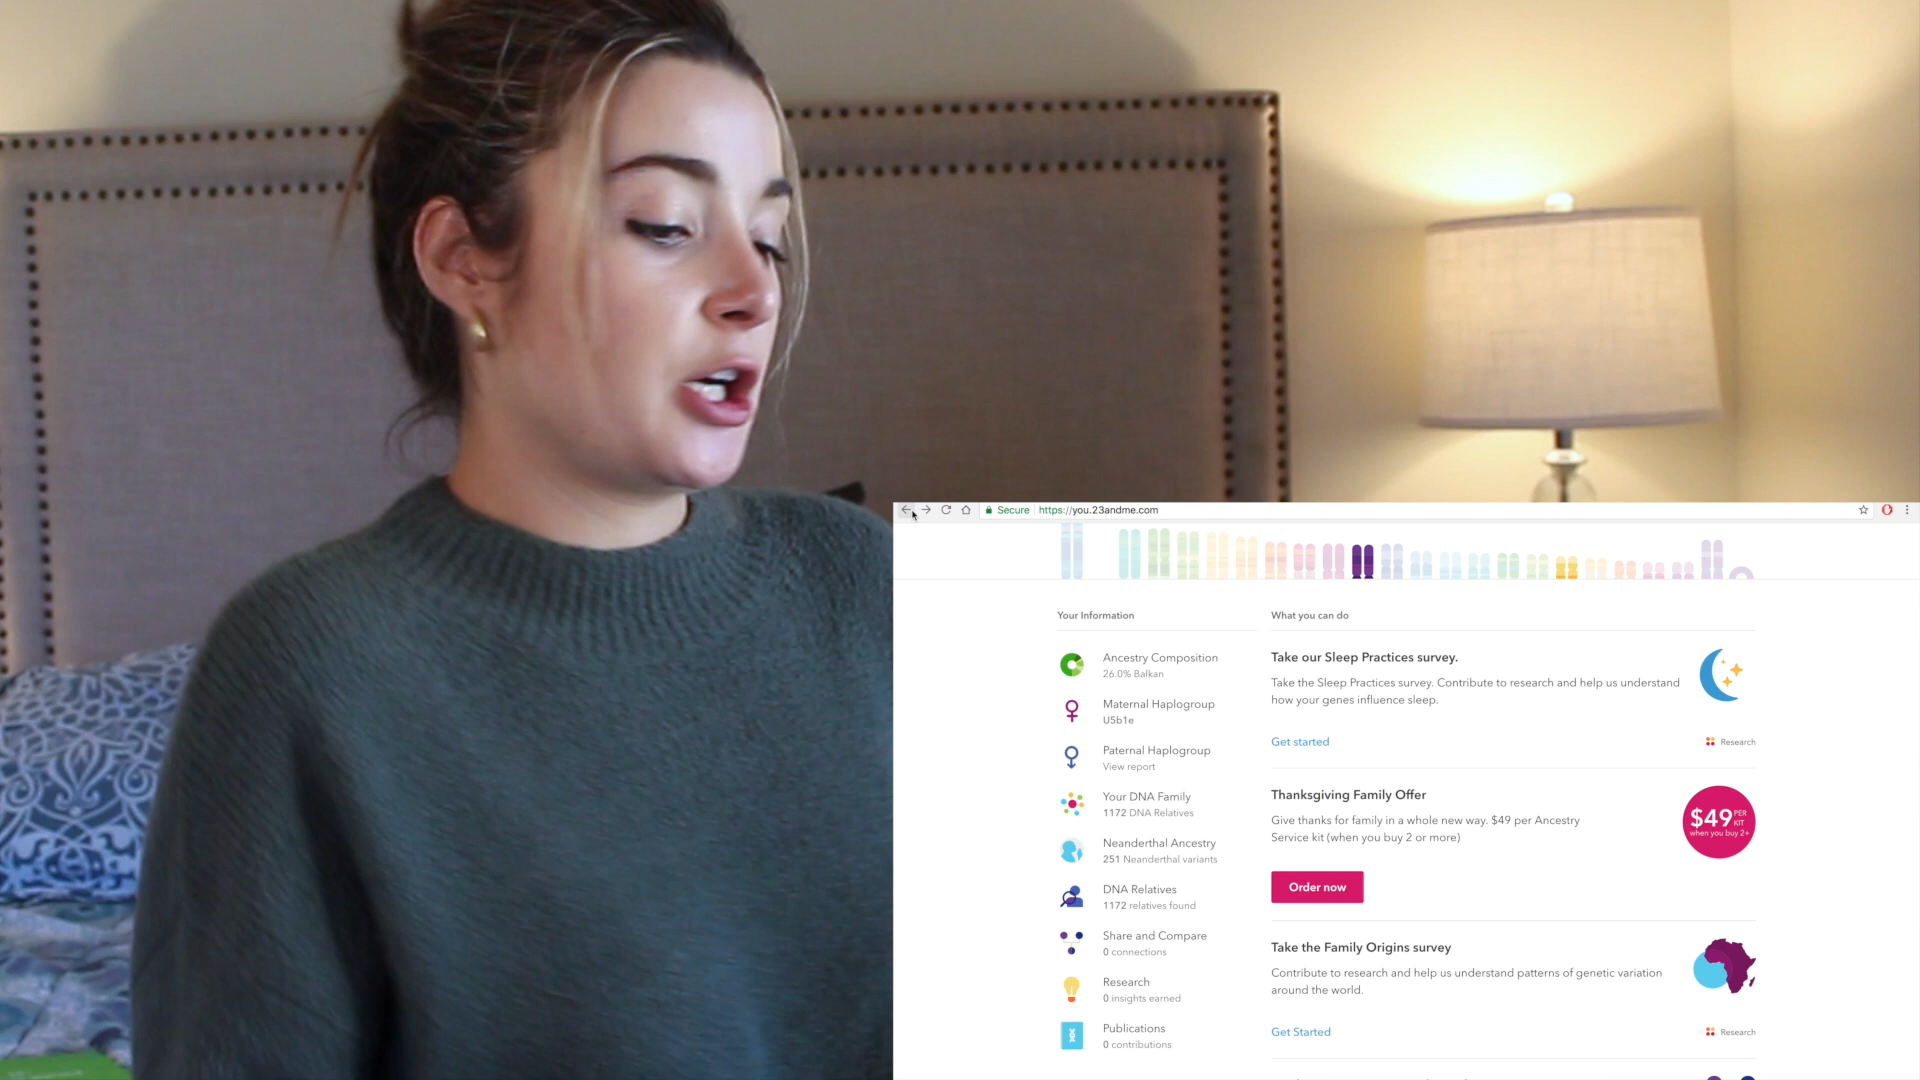 Secure https://you.23andme.com
Your Information
Ancestry Composition
26.0% Balkan
Maternal Haplogroup
U5b1e
Paternal Haplogroup
View report
Your DNA Family
1172 DNA Relatives
Neanderthal Ancestry
251 Neanderthal variants
DNA Relatives
1172 relatives found
Share and Compare
0 connections
Research
0 insights earned
Publications
0 contributions
What you can do
Take our Sleep Practices survey.
Take the Sleep Practices survey. Contribute to research and help us understand
how your genes influence sleep.
Get started
Research
Thanksgiving Family Offer
Give thanks for family in a whole new way. $49 per Ancestry
Service kit (when you buy 2 or more)
$49 PER KIT
when you buy 2+
Order now
Take the Family Origins survey
Contribute to research and help us understand patterns of genetic variation
around the world.
Get Started
Research